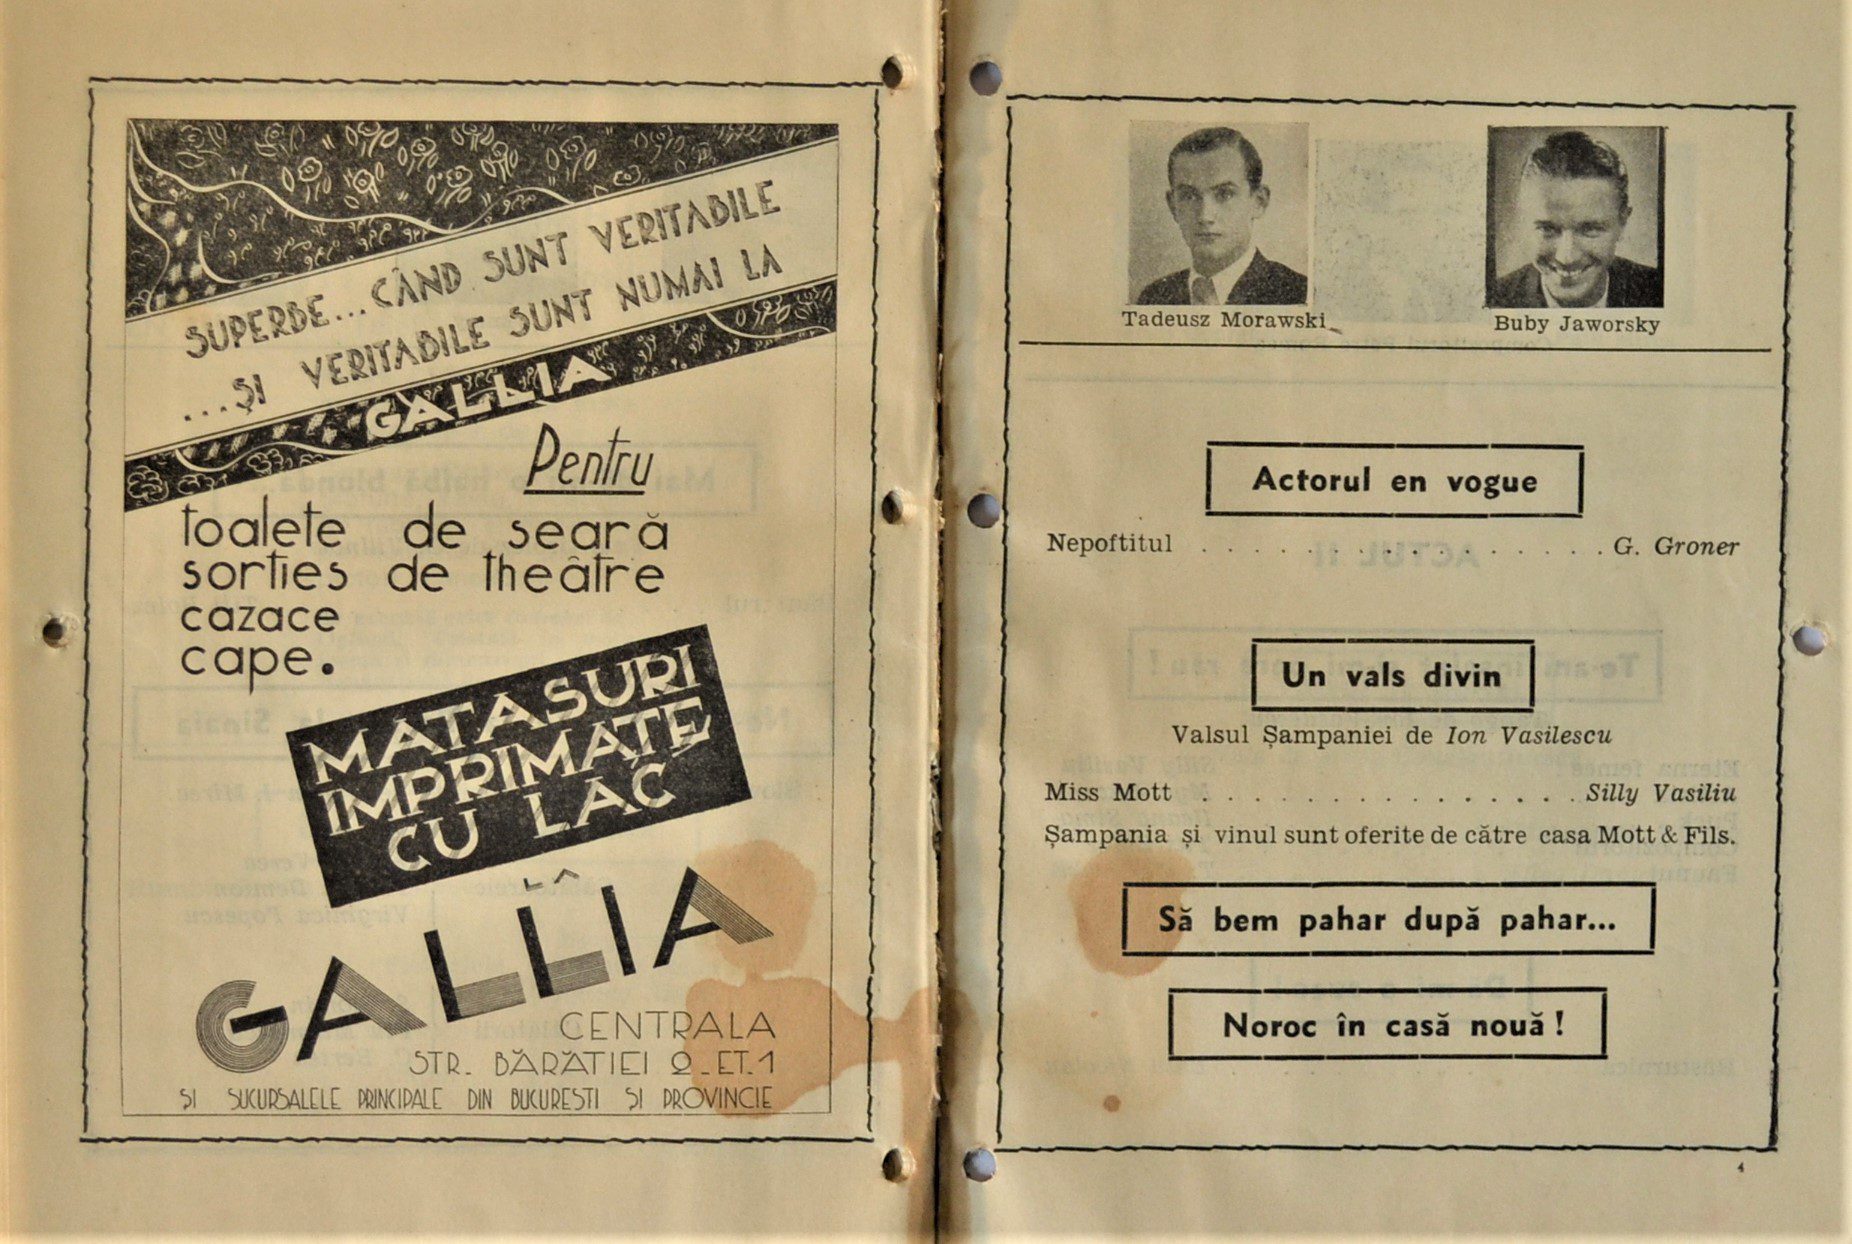 SUPERBE...CÂND SUNT VERITABILE
...ȘI VERITABILE SUNT NUMAI LA
GALLIA
Pentru
toalete de seară
sorties de theâtre
cazace
cape.
MATASURI
IMPRIMATE
CU LAC
LÂ
GALLIA
CENTRALA
STR. BĂRĂȚIEI 2_ET.1
ȘI SUCURSALELE PRINCIPALE DIN BUCUREȘTI ȘI PROVINCIE
Tadeusz Morawski
Buby Jaworsky
Actorul en vogue
Nepoftitul . . . . . . . . . . . . . . . . G. Groner
Un vals divin
Valsul Șampaniei de Ion Vasilescu
Miss Mott . . . . . . . . . . . . . . . . Silly Vasiliu
Șampania și vinul sunt oferite de către casa Mott & Fils.
Să bem pahar după pahar...
Noroc în casă nouă !
4